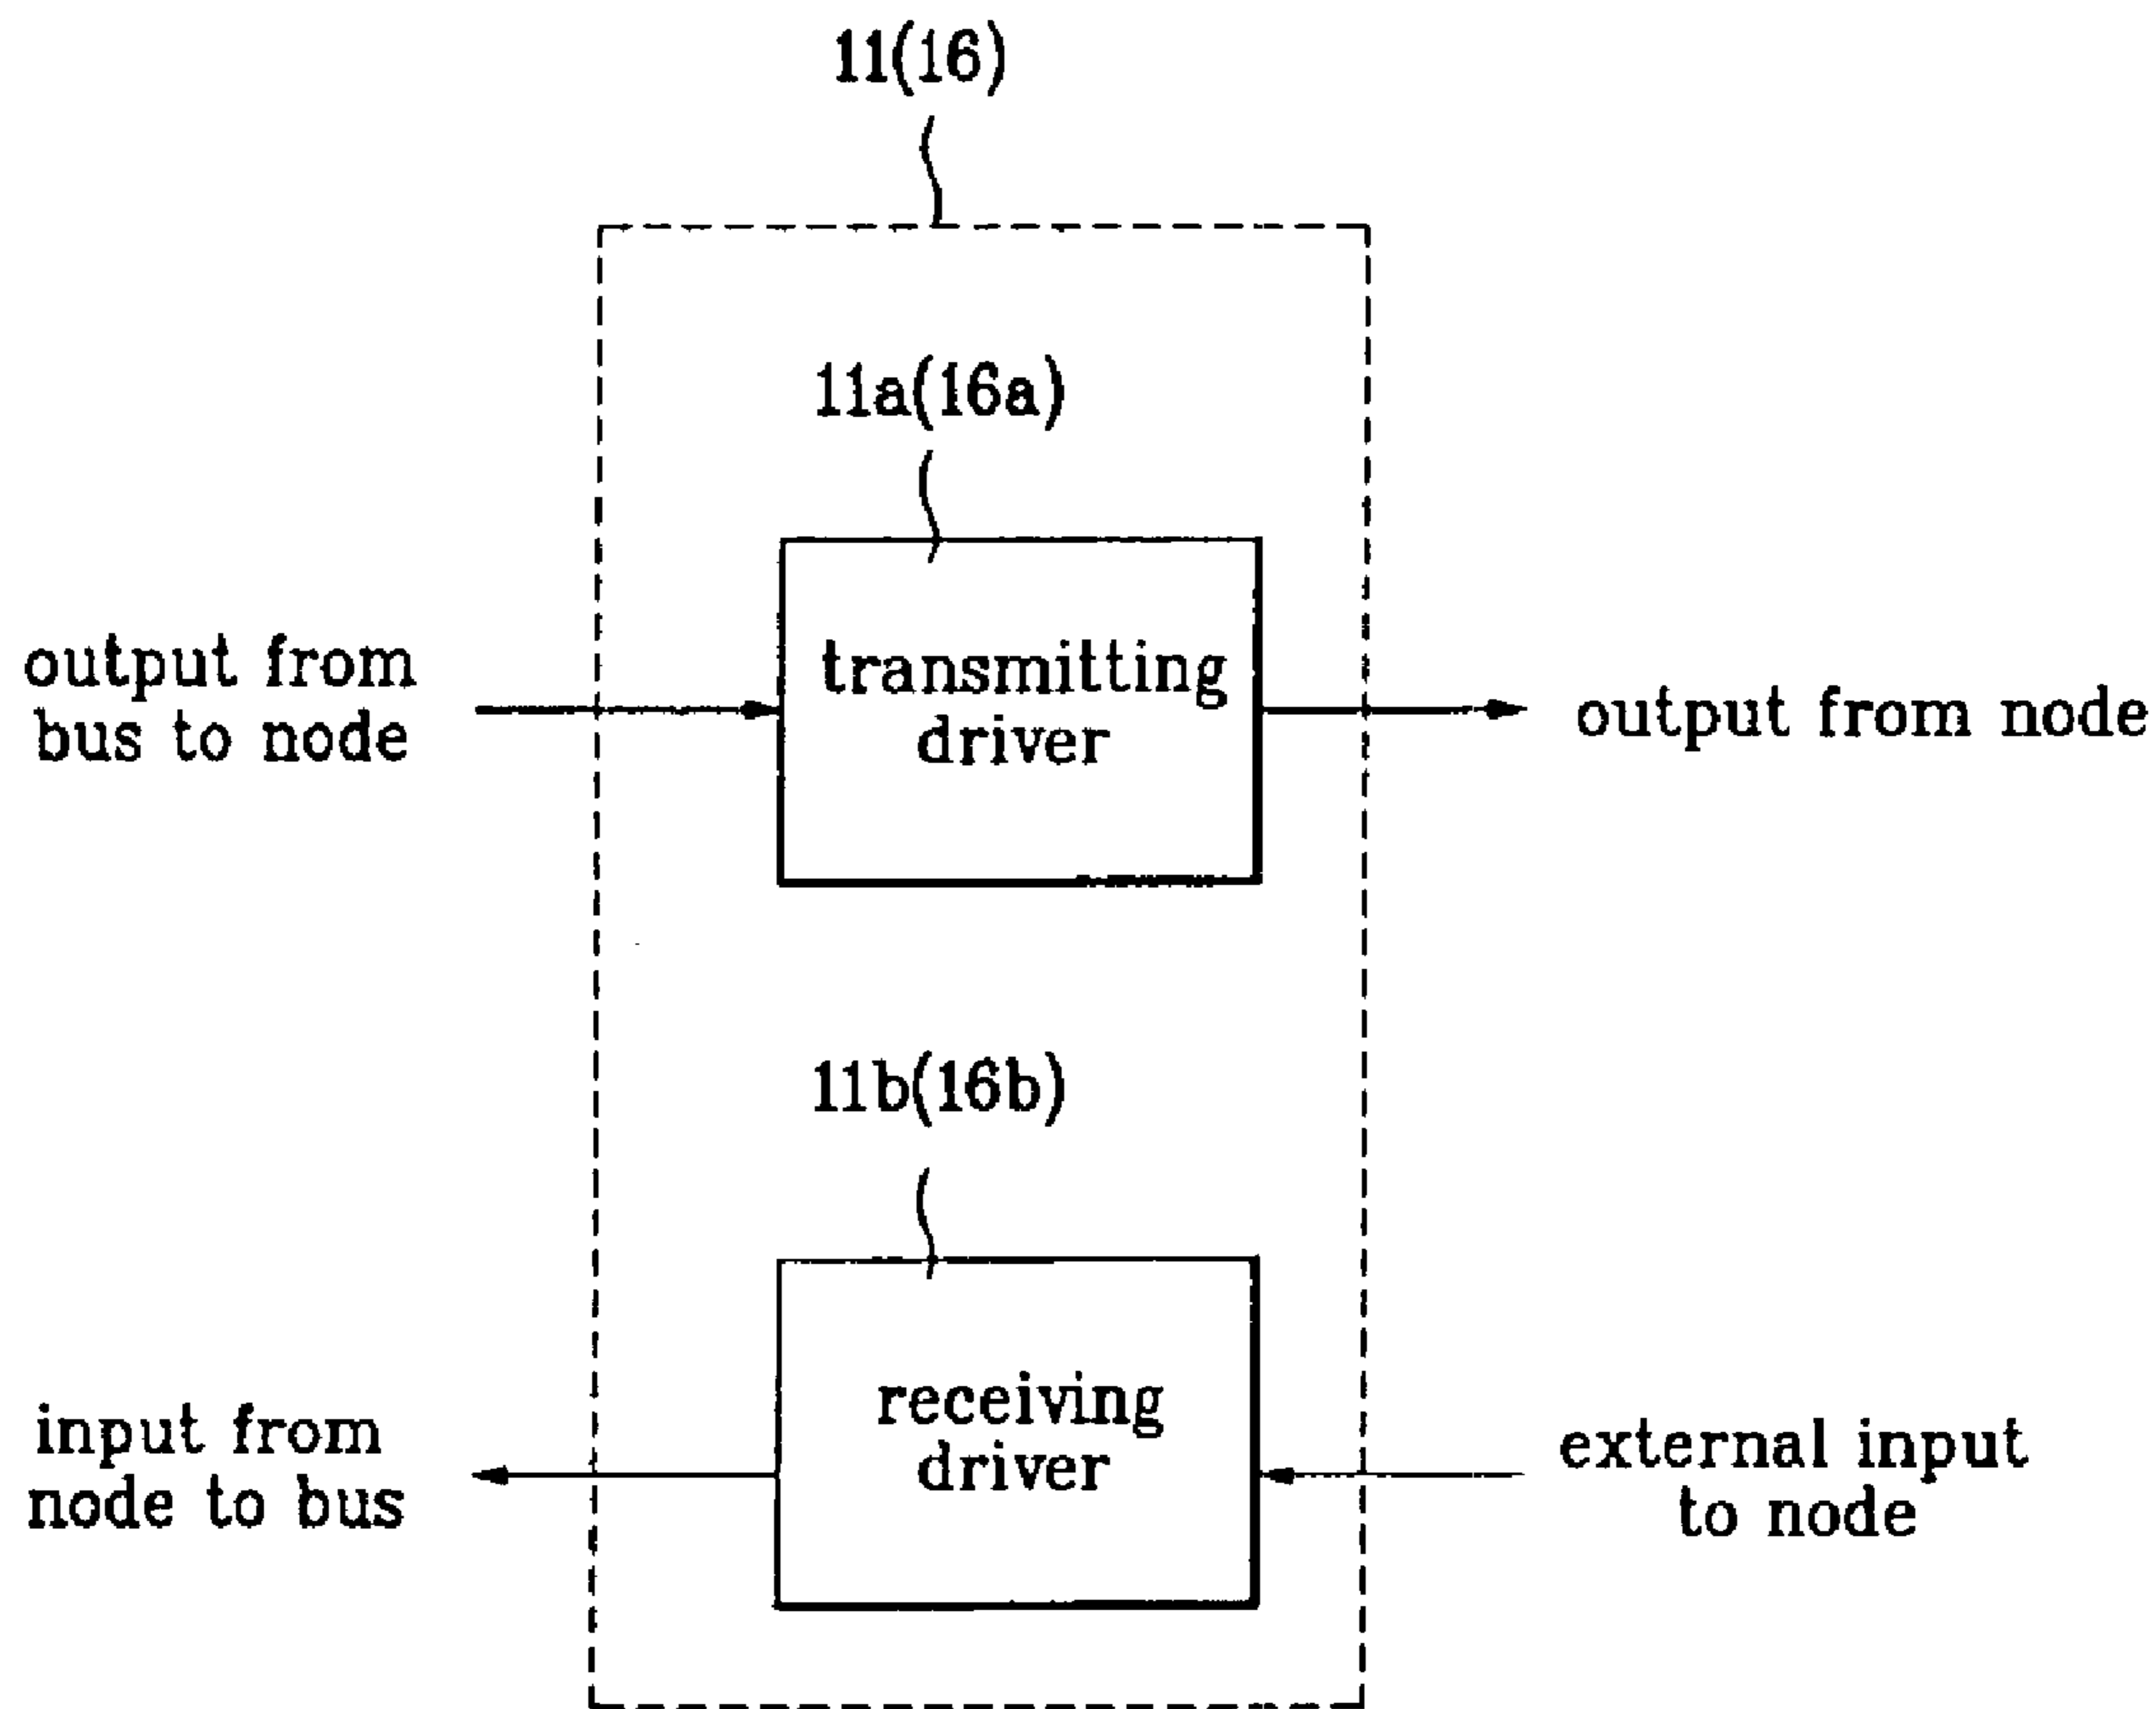 11(16)
11a(16a)
output from
bus to node
transmitting
driver
output from node
11b(16b)
input from
node to bus
receiving
driver
external input
to node